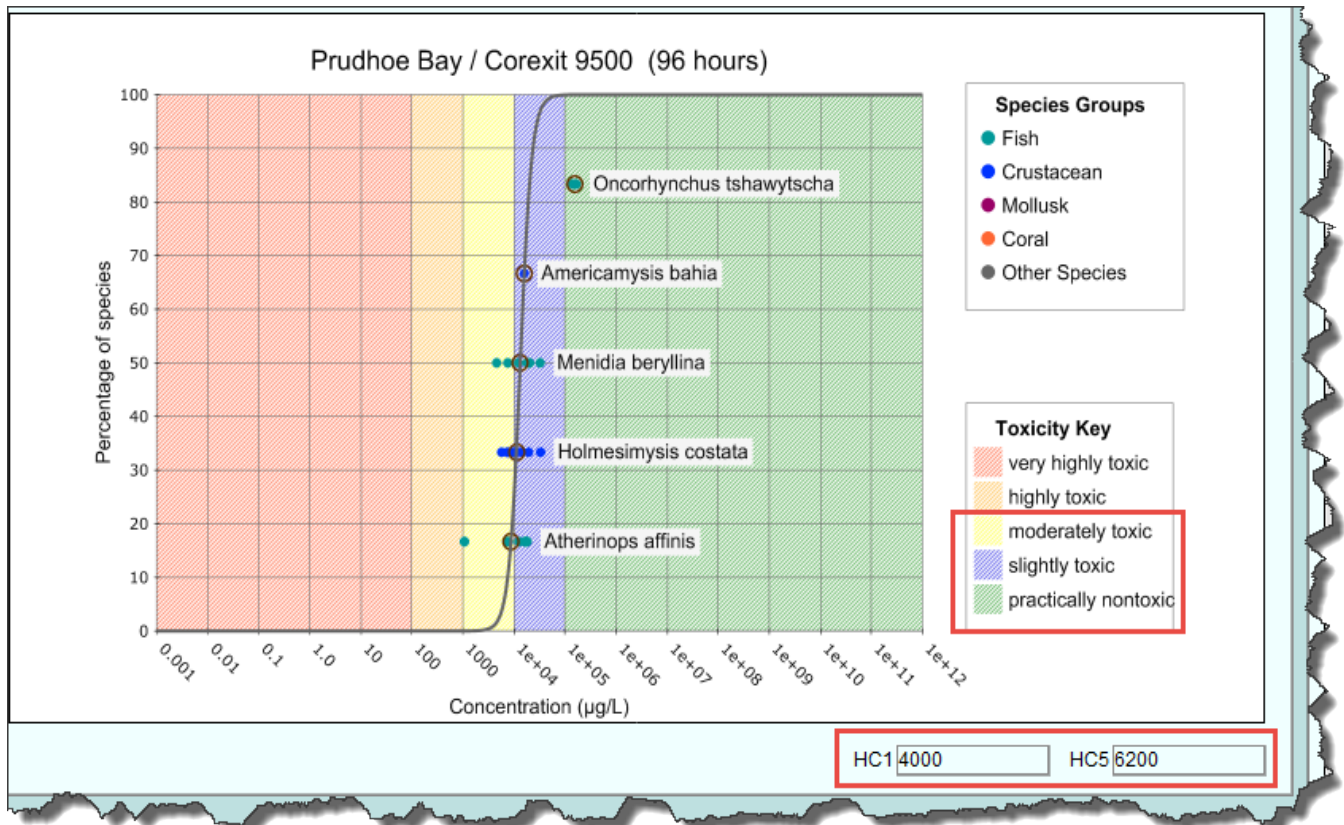 Prudhoe Bay / Corexit 9500 (96 hours)
100
90
80
70
60
50
40
30
20
10
0
Percentage of species
Oncorhynchus tshawytscha
Americamysis bahia
Menidia beryllina
Holmesimysis costata
Atherinops affinis
0.001
0.01
0.1
1.0
10
100
1000
1e+04
1e+05
1e+06
1e+07
1e+08
1e+09
1e+10
1e+11
1e+12
Concentration (µg/L)
Species Groups
Fish
Crustacean
Mollusk
Coral
Other Species
Toxicity Key
very highly toxic
highly toxic
moderately toxic
slightly toxic
practically nontoxic
HC1 4000 HC5 6200